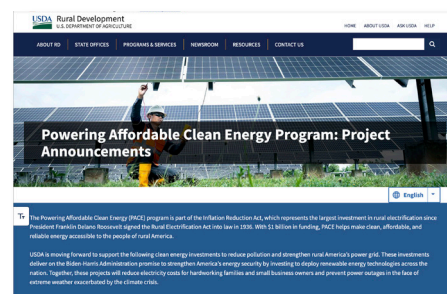 USDA Rural Development
U.S. DEPARTMENT OF AGRICULTURE
HOME ABOUT USDA ASK USDA HELP
ABOUT RD STATE OFFICES PROGRAMS & SERVICES NEWSROOM RESOURCES CONTACT US
Powering Affordable Clean Energy Program: Project
Announcements
English
The Powering Affordable Clean Energy (PACE) program is part of the Inflation Reduction Act, which represents the largest investment in rural electrification since
President Franklin Delano Roosevelt signed the Rural Electrification Act into law in 1936. With $1 billion in funding, PACE helps make clean, affordable, and
reliable energy accessible to the people of rural America.
USDA is moving forward to support the following clean energy investments to reduce pollution and strengthen rural America's power grid. These investments
deliver on the Biden-Harris Administration promise to strengthen America's energy security by investing to deploy renewable energy technologies across the
nation. Together, these projects will reduce electricity costs for hardworking families and small business owners and prevent power outages in the face of
extreme weather exacerbated by the climate crisis.